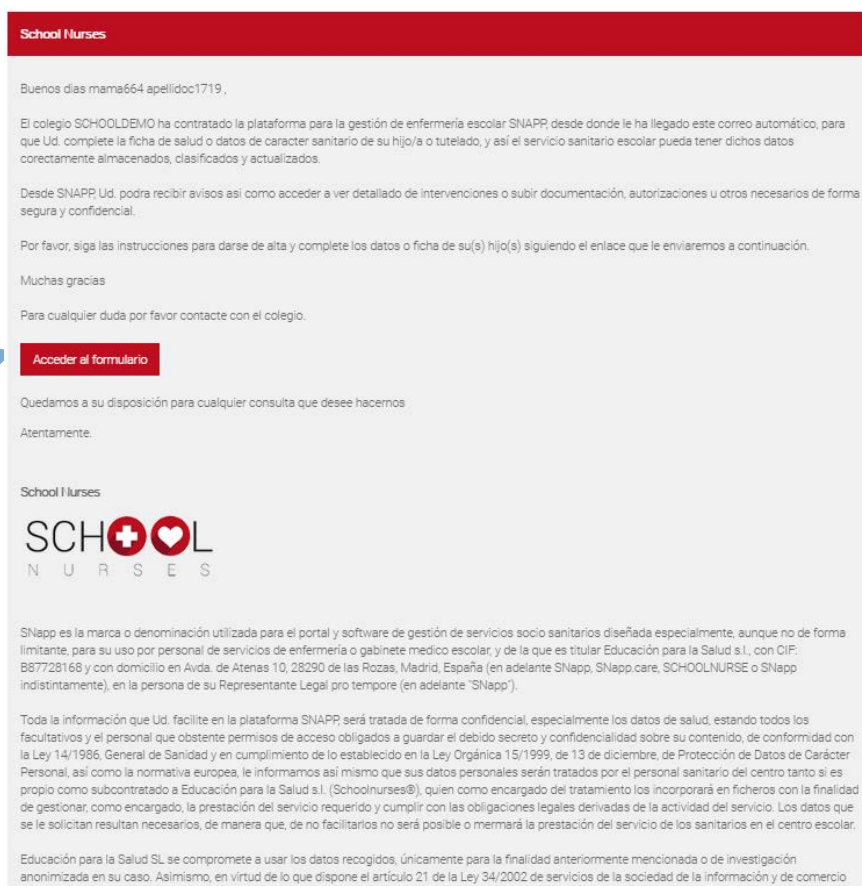 School Nurses
Buenos dias mama664 apellidoc1719 ,
El colegio SCHOOLDEMO ha contratado la plataforma para la gestión de enfermería escolar SNAPP, desde donde le ha llegado este correo automático, para
que Ud. complete la ficha de salud o datos de caracter sanitario de su hijo/a o tutelado, y así el servicio sanitario escolar pueda tener dichos datos
corectamente almacenados, clasificados y actualizados.
Desde SNAPP, Ud. podra recibir avisos asi como acceder a ver detallado de intervenciones o subir documentación, autorizaciones u otros necesarios de forma
segura y confidencial.
Por favor, siga las instrucciones para darse de alta y complete los datos o ficha de su(s) hijo(s) siguiendo el enlace que le enviaremos a continuación.
Muchas gracias
Para cualquier duda por favor contacte con el colegio.
Acceder al formulario
Quedamos a su disposición para cualquier consulta que desee hacernos
Atentamente.
School Nurses
SCHOOL
NURSES
SNapp es la marca o denominación utilizada para el portal y software de gestión de servicios socio sanitarios diseñada especialmente, aunque no de forma
limitante, para su uso por personal de servicios de enfermería o gabinete medico escolar, y de la que es titular Educación para la Salud s.l., con CIF:
B87728168 y con domicilio en Avda. de Atenas 10, 28290 de las Rozas, Madrid, España (en adelante SNapp, SNapp.care, SCHOOLNURSE o SNapp
indistintamente), en la persona de su Representante Legal pro tempore (en adelante "SNapp").
Toda la información que Ud. facilite en la plataforma SNAPP, será tratada de forma confidencial, especialmente los datos de salud, estando todos los
facultativos y el personal que obstente permisos de acceso obligados a guardar el debido secreto y confidencialidad sobre su contenido, de conformidad con
la Ley 14/1986, General de Sanidad y en cumplimiento de lo establecido en la Ley Orgánica 15/1999, de 13 de diciembre, de Protección de Datos de Carácter
Personal, así como la normativa europea, le informamos así mismo que sus datos personales serán tratados por el personal sanitario del centro tanto si es
propio como subcontratado a Educación para la Salud s.l. (Schoolnurses®), quien como encargado del tratamiento los incorporará en ficheros con la finalidad
de gestionar, como encargado, la prestación del servicio requerido y cumplir con las obligaciones legales derivadas de la actividad del servicio. Los datos que
se le solicitan resultan necesarios, de manera que, de no facilitarlos no será posible o mermará la prestación del servicio de los sanitarios en el centro escolar.
Educación para la Salud SL se compromete a usar los datos recogidos, únicamente para la finalidad anteriormente mencionada o de investigación
anonimizada en su caso. Asimismo, en virtud de lo que dispone el artículo 21 de la Ley 34/2002 de servicios de la sociedad de la información y de comercio